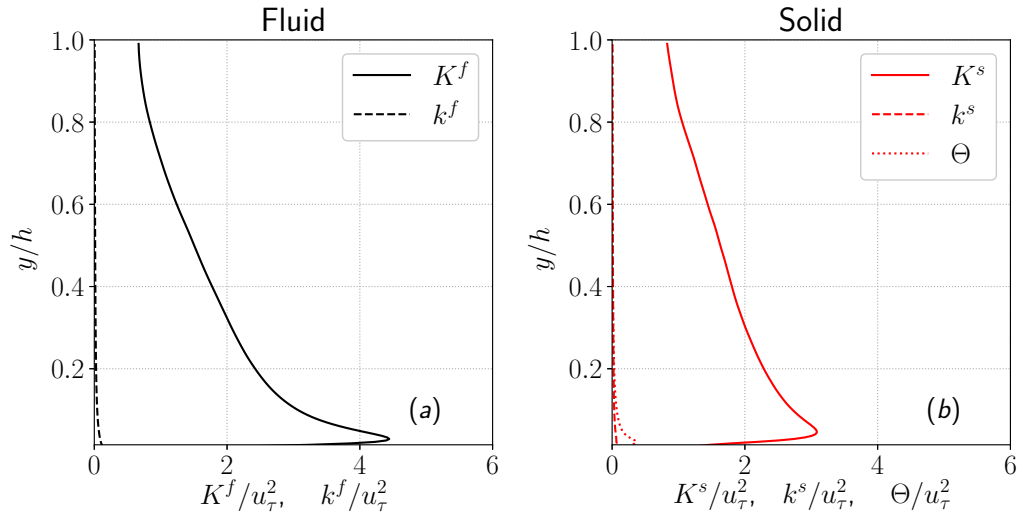 Fluid
1.0
0.8
0.6
0.4
0.2
y/h
K^f
k^f
(a)
0 2 4 6
K^f/u_τ^2, k^f/u_τ^2
Solid
1.0
0.8
0.6
0.4
0.2
y/h
K^s
k^s
Θ
(b)
0 2 4 6
K^s/u_τ^2, k^s/u_τ^2, Θ/u_τ^2